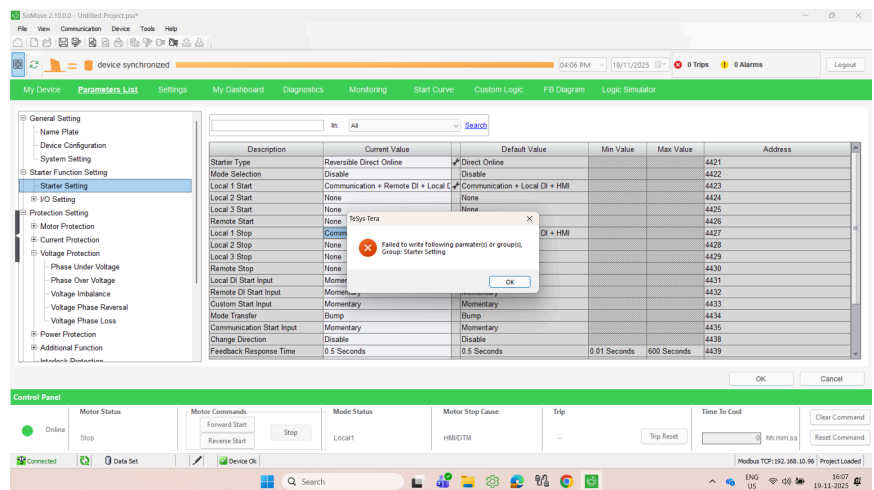 SoMove 2.10.0.0 - Untitled Project.psx*
File View Communication Device Tools Help
device synchronized 04:06 PM 19/11/2025 0 Trips 0 Alarms Logout
My Device Parameters List Settings My Dashboard Diagnostics Monitoring Start Curve Custom Logic FB Diagram Logic Simulator
General Setting
Name Plate
Device Configuration
System Setting
Starter Function Setting
Starter Setting
I/O Setting
Protection Setting
Motor Protection
Current Protection
Voltage Protection
Phase Under Voltage
Phase Over Voltage
Voltage Imbalance
Voltage Phase Reversal
Voltage Phase Loss
Power Protection
Additional Function
Interlock Protection
In: All Search
Description Current Value Default Value Min Value Max Value Address
Starter Type Reversible Direct Online Direct Online 4421
Mode Selection Disable Disable 4422
Local 1 Start Communication + Remote DI + Local D Communication + Local DI + HMI 4423
Local 2 Start None None 4424
Local 3 Start None None 4425
Remote Start None 4426
Local 1 Stop Comm DI + HMI 4427
Local 2 Stop None 4428
Local 3 Stop None 4429
Remote Stop None 4430
Local DI Start Input Momen 4431
Remote DI Start Input Momentary 4432
Custom Start Input Momentary Momentary 4433
Mode Transfer Bump Bump 4434
Communication Start Input Momentary Momentary 4435
Change Direction Disable Disable 4438
Feedback Response Time 0.5 Seconds 0.5 Seconds 0.01 Seconds 600 Seconds 4439
TeSys Tera
Failed to write following parmater(s) or group(s),
Group: Starter Setting
OK
OK Cancel
Control Panel
Motor Status Motor Commands Mode Status Motor Stop Cause Trip Time To Cool
Online Stop Forward Start Reverse Start Stop Local1 HMI/DTM - Trip Reset 0 hh:mm:ss Clear Command Reset Command
Connected Data Set Device Ok Modbus TCP:192.168.10.96 Project Loaded
Search ENG US 16:07 19-11-2025